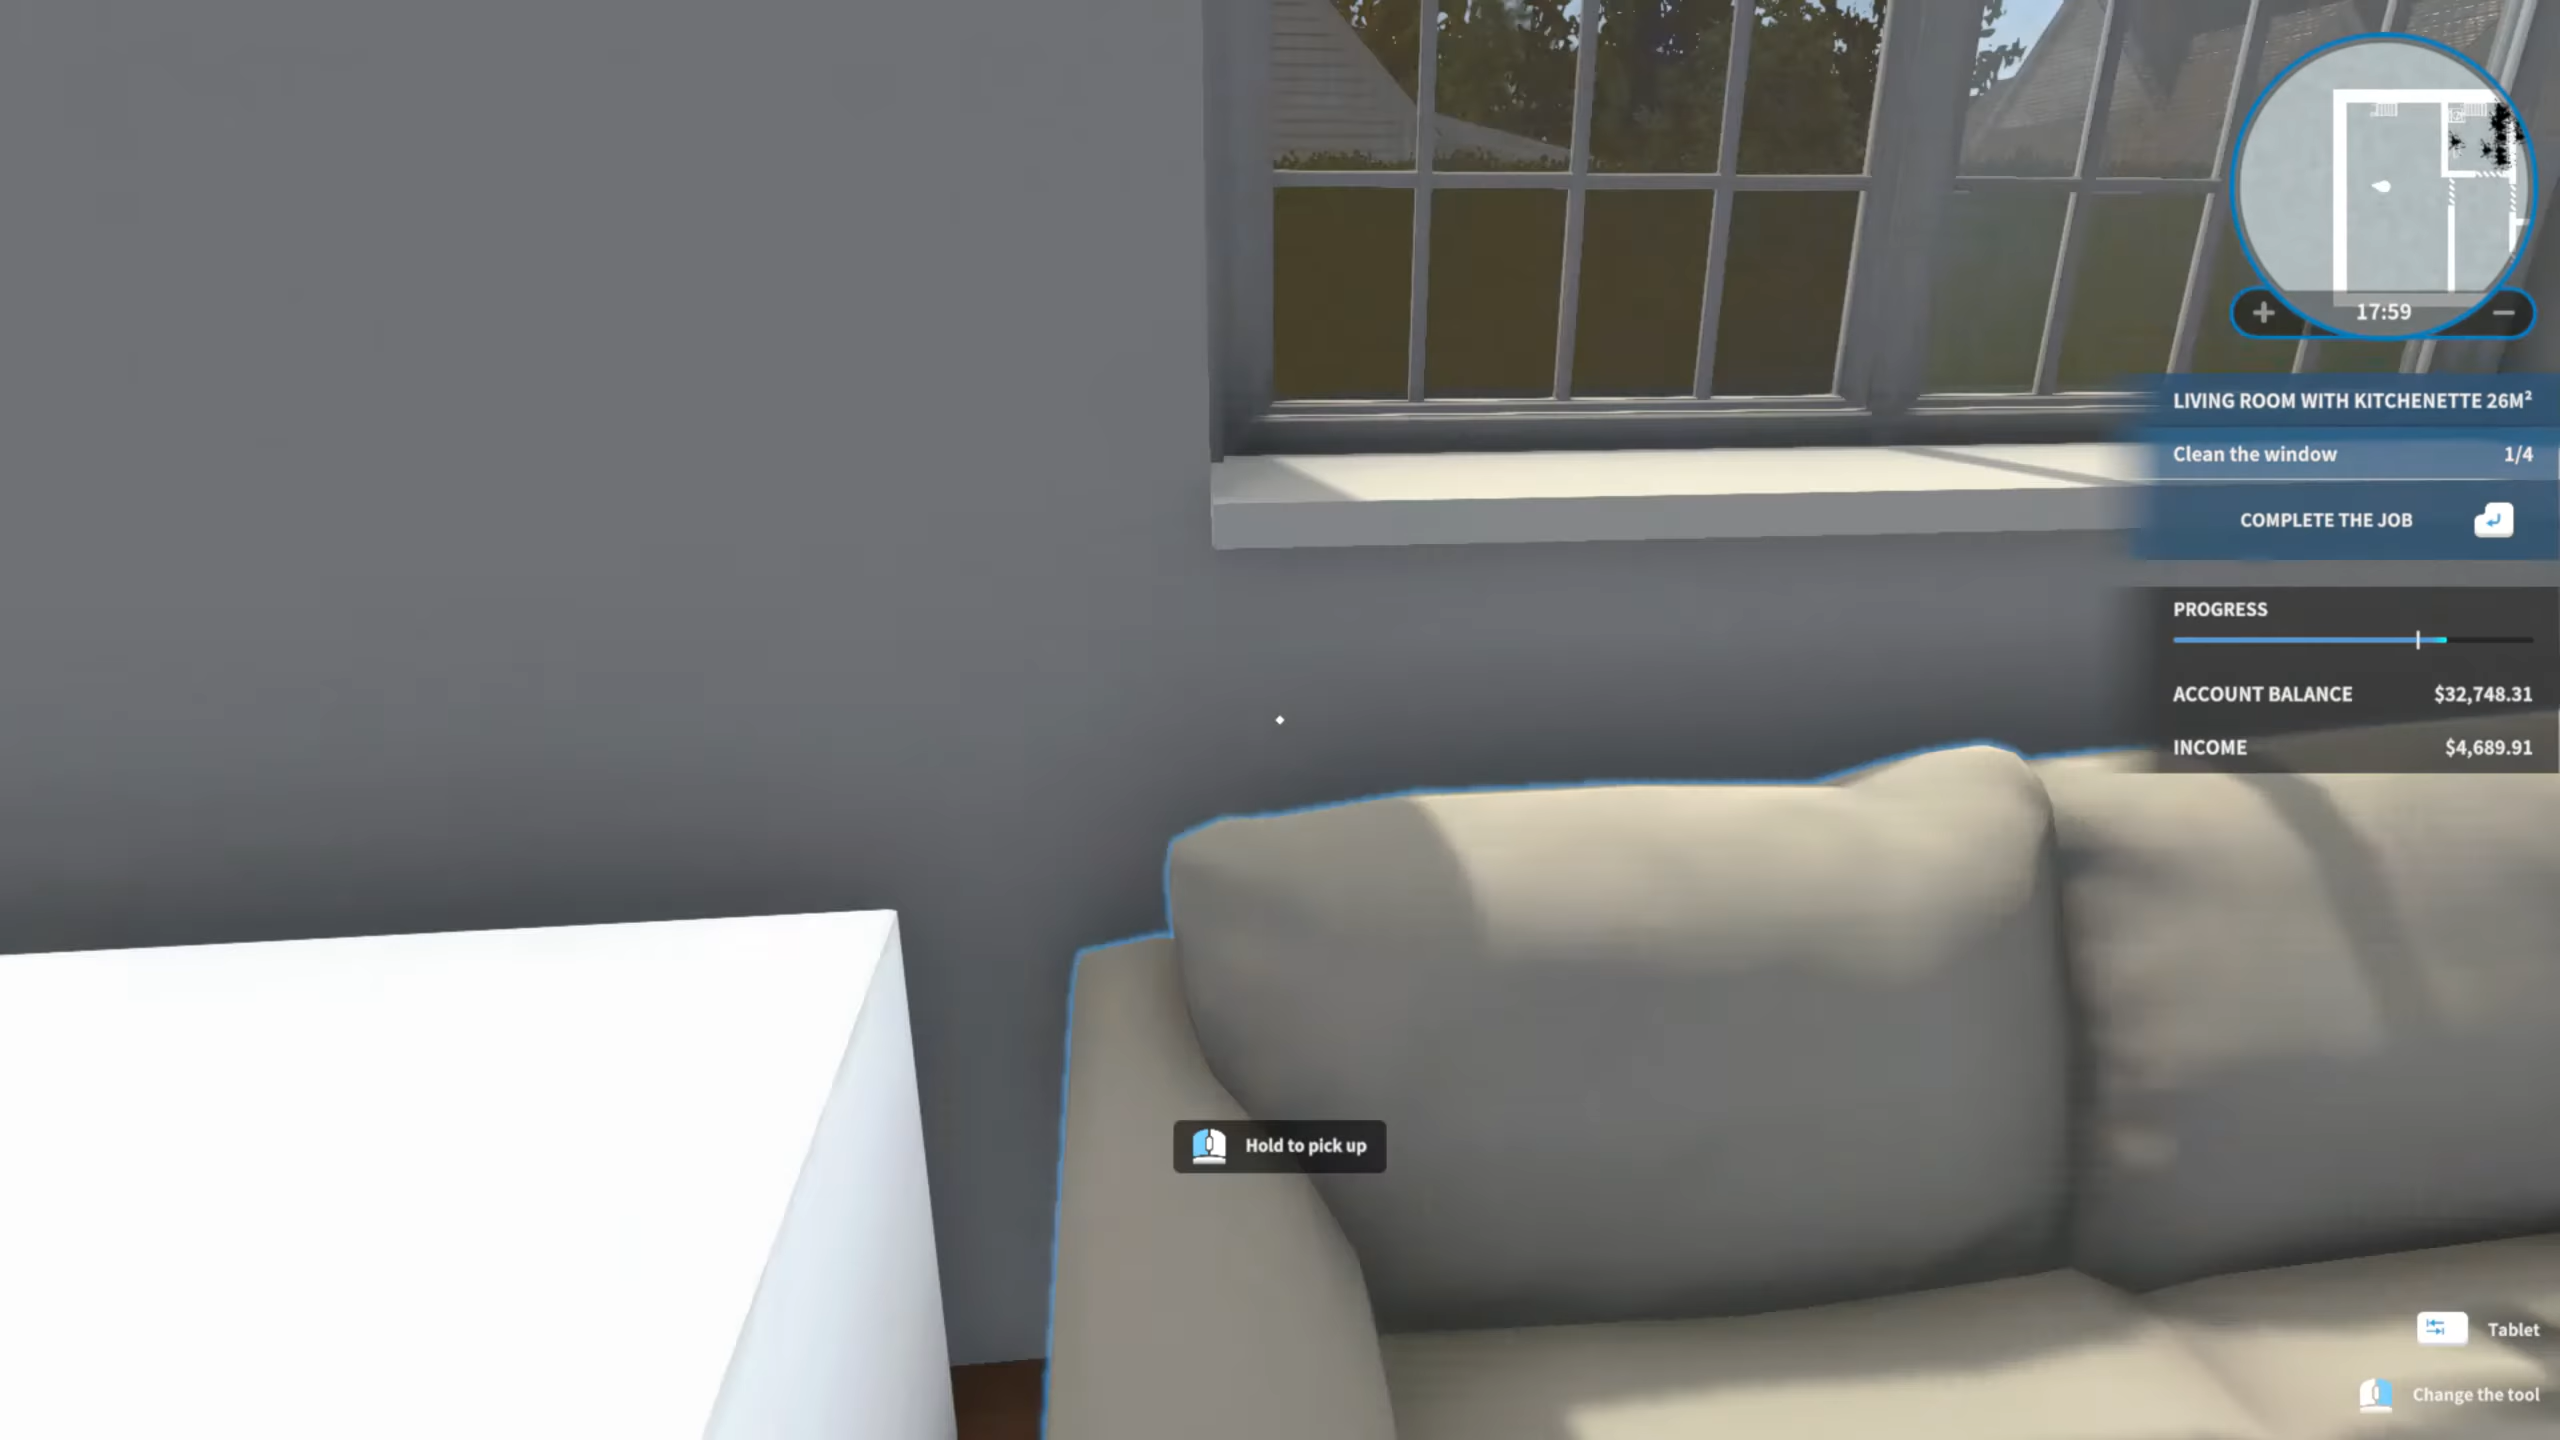 17:59
LIVING ROOM WITH KITCHENETTE 26M²
Clean the window 1/4
COMPLETE THE JOB
PROGRESS
ACCOUNT BALANCE $32,748.31
INCOME $4,689.91
Hold to pick up
Tablet
Change the tool